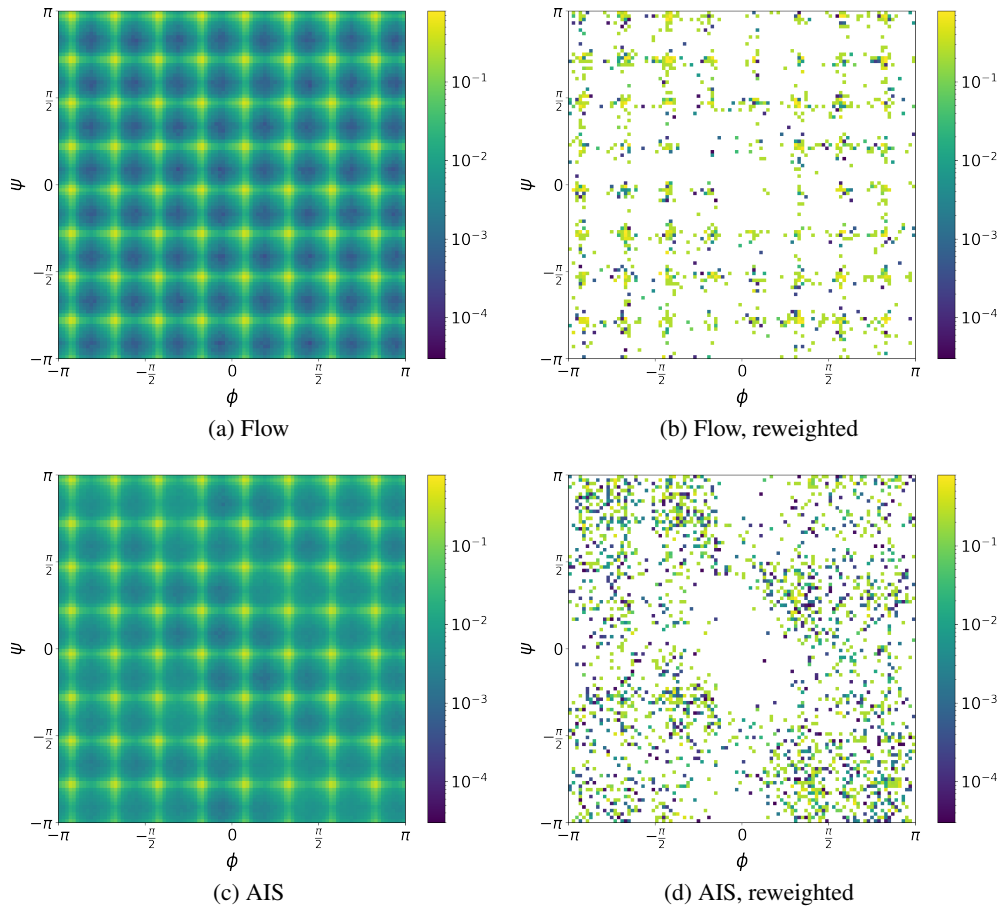 π
π/2
0
−π/2
−π
ψ
−π
−π/2
0
π/2
π
ϕ
10⁻¹
10⁻²
10⁻³
10⁻⁴
(a) Flow
π
π/2
0
−π/2
−π
ψ
−π
−π/2
0
π/2
π
ϕ
10⁻¹
10⁻²
10⁻³
10⁻⁴
(b) Flow, reweighted
π
π/2
0
−π/2
−π
ψ
−π
−π/2
0
π/2
π
ϕ
10⁻¹
10⁻²
10⁻³
10⁻⁴
(c) AIS
π
π/2
0
−π/2
−π
ψ
−π
−π/2
0
π/2
π
ϕ
10⁻¹
10⁻²
10⁻³
10⁻⁴
(d) AIS, reweighted